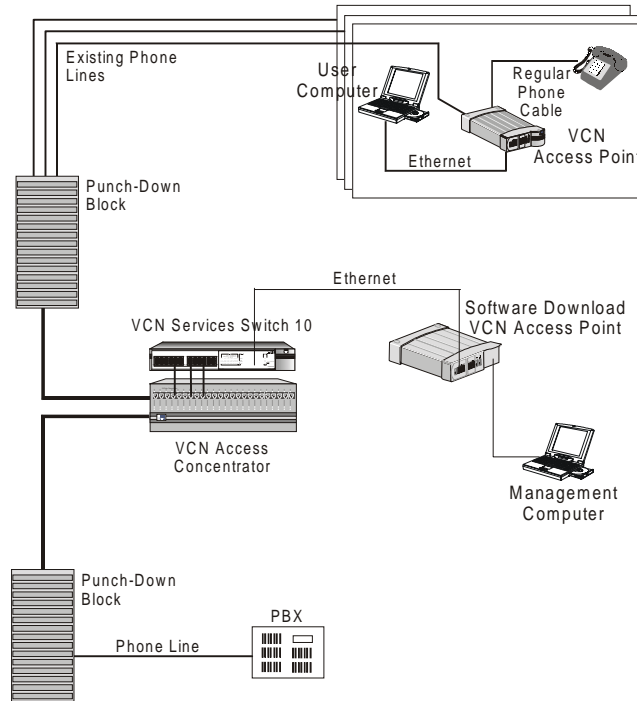 Existing Phone
Lines
User
Computer
Regular
Phone
Cable
VCN
Access Point
Ethernet
Punch-Down
Block
Ethernet
Software Download
VCN Access Point
VCN Services Switch 10
VCN Access
Concentrator
Management
Computer
Punch-Down
Block
PBX
Phone Line